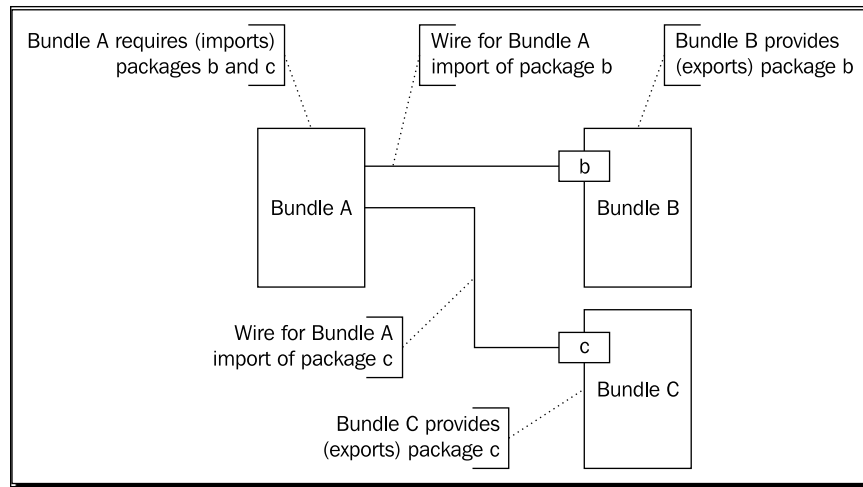 Bundle A requires (imports)
packages b and c
Wire for Bundle A
import of package b
Bundle B provides
(exports) package b
b
Bundle A
Bundle B
Wire for Bundle A
import of package c
c
Bundle C
Bundle C provides
(exports) package c